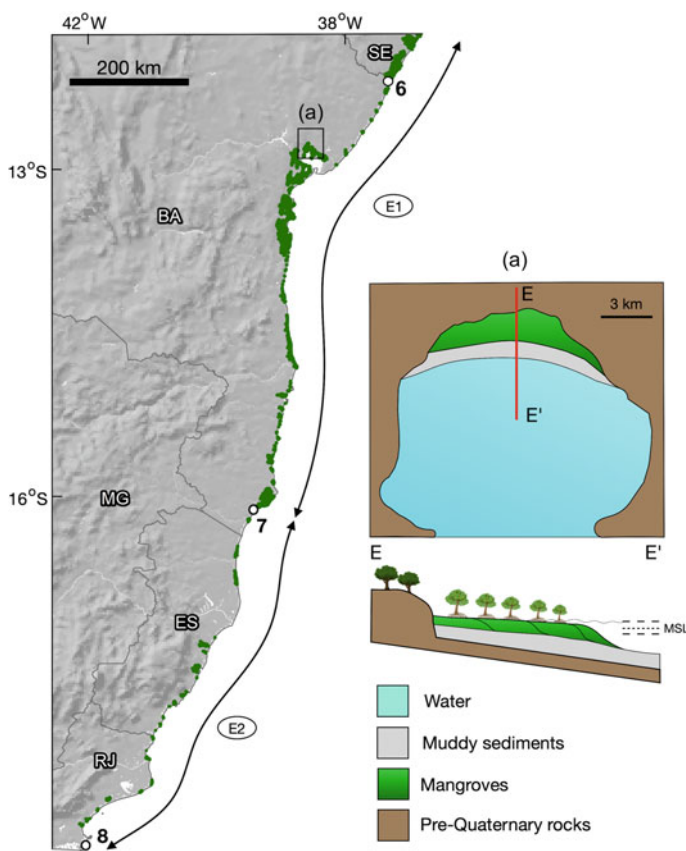 42°W
38°W
SE
200 km
6
(a)
13°S
E1
BA
(a)
E
3 km
E'
16°S
MG
7
E
E'
ES
MSL
Water
E2
Muddy sediments
RJ
Mangroves
8
Pre-Quaternary rocks